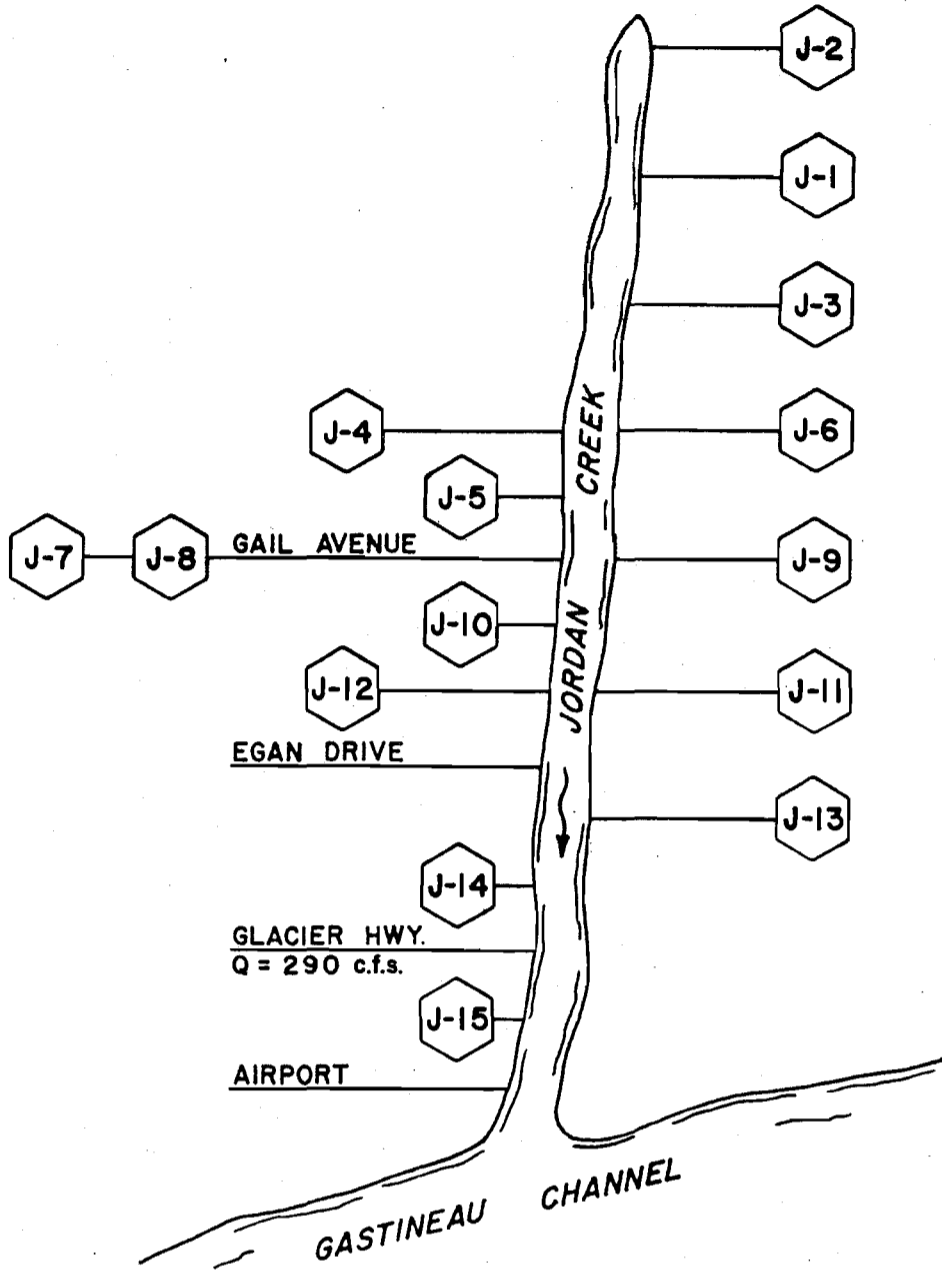 J-2
J-1
J-3
J-4
J-6
J-5
J-7
J-8
GAIL AVENUE
J-9
J-10
J-12
J-11
EGAN DRIVE
J-13
J-14
GLACIER HWY.
Q = 290 c.f.s.
J-15
AIRPORT
JORDAN CREEK
GASTINEAU CHANNEL